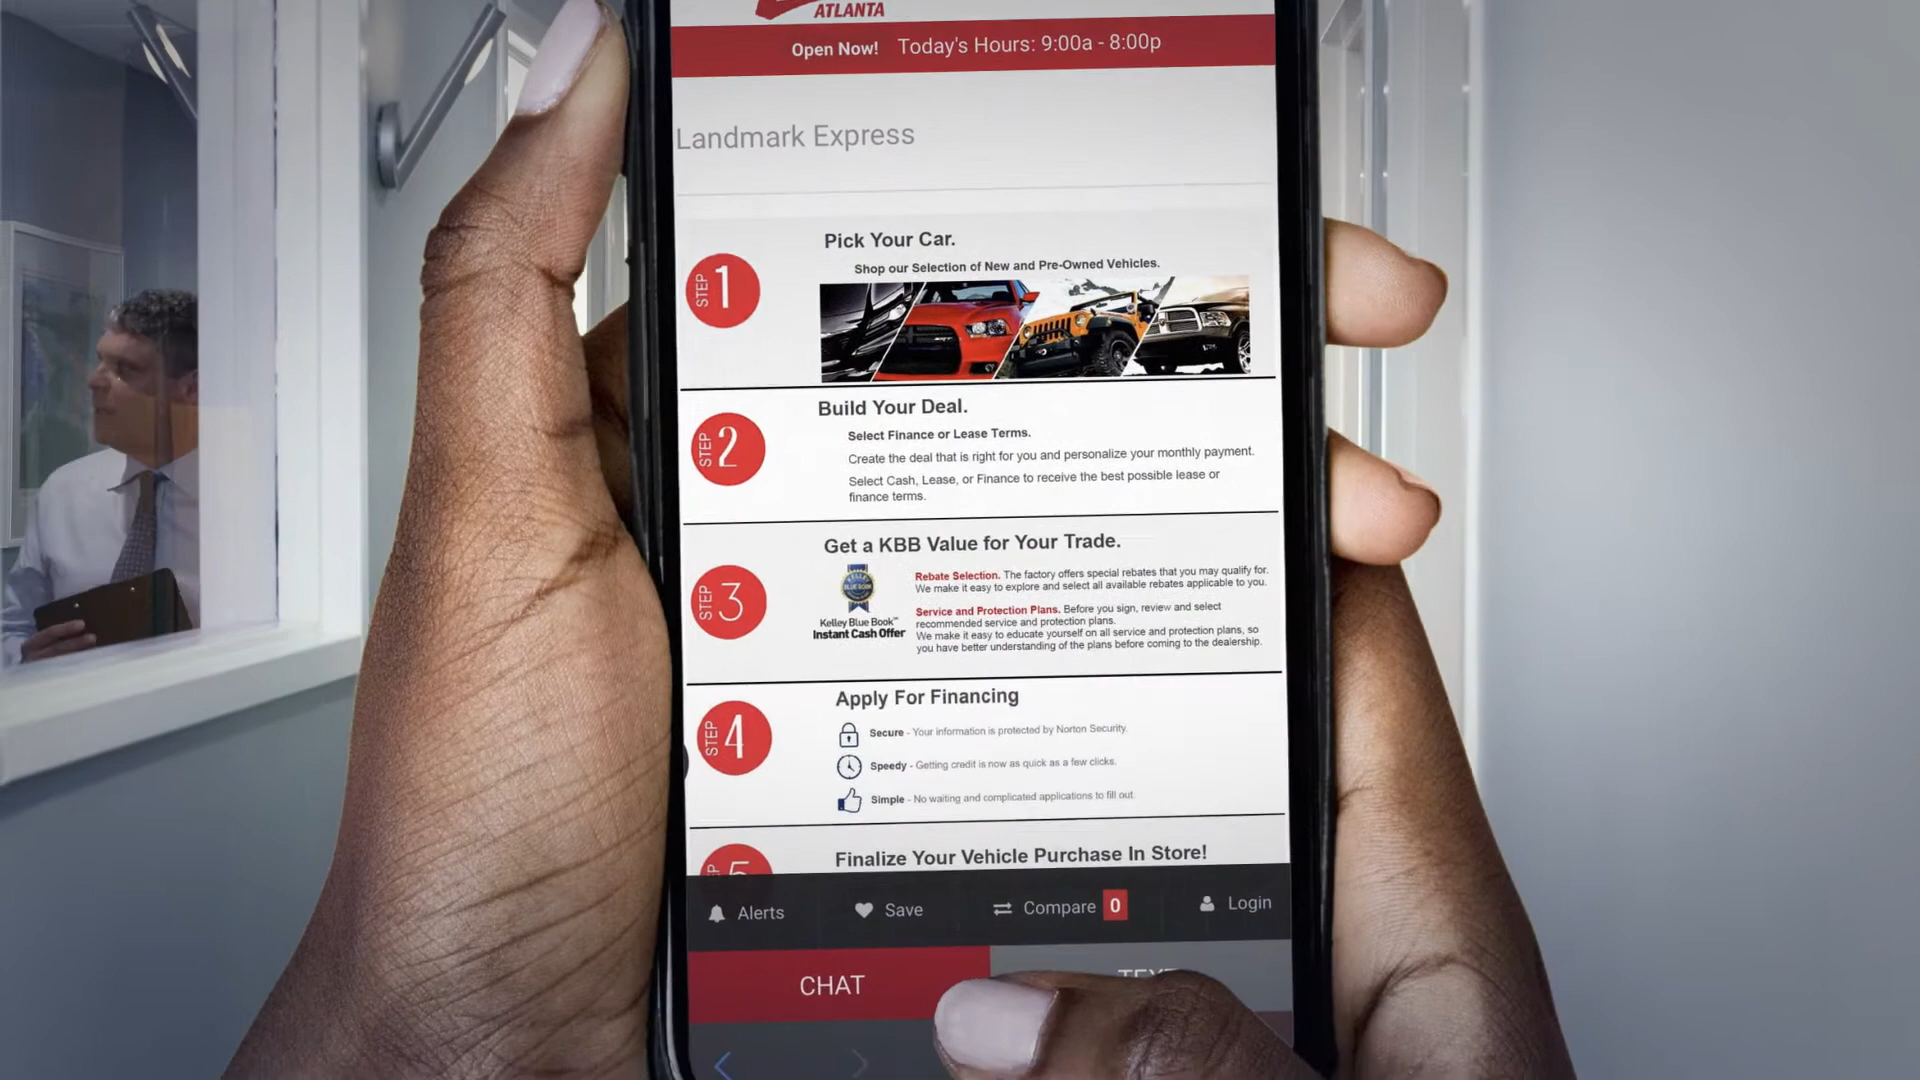 ATLANTA
Open Now! Today's Hours: 9:00a - 8:00p
Landmark Express
STEP 1
Pick Your Car.
Shop our Selection of New and Pre-Owned Vehicles.
STEP 2
Build Your Deal.
Select Finance or Lease Terms.
Create the deal that is right for you and personalize your monthly payment.
Select Cash, Lease, or Finance to receive the best possible lease or
finance terms.
STEP 3
Get a KBB Value for Your Trade.
KELLEY
BLUE BOOK
Kelley Blue Book
Instant Cash Offer
Rebate Selection. The factory offers special rebates that you may qualify for.
We make it easy to explore and select all available rebates applicable to you.
Service and Protection Plans. Before you sign, review and select
recommended service and protection plans.
We make it easy to educate yourself on all service and protection plans, so
you have better understanding of the plans before coming to the dealership.
STEP 4
Apply For Financing
Secure - Your information is protected by Norton Security.
Speedy - Getting credit is now as quick as a few clicks.
Simple - No waiting and complicated applications to fill out.
5
Finalize Your Vehicle Purchase In Store!
Alerts Save Compare 0 Login
CHAT
TEXT